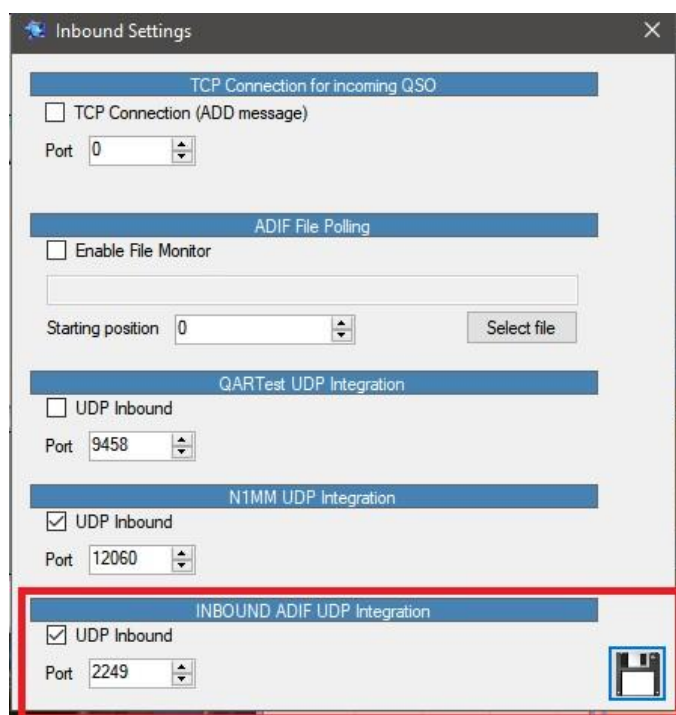 Inbound Settings
TCP Connection for incoming QSO
TCP Connection (ADD message)
Port 0
ADIF File Polling
Enable File Monitor
Starting position 0 Select file
QARTest UDP Integration
UDP Inbound
Port 9458
N1MM UDP Integration
UDP Inbound
Port 12060
INBOUND ADIF UDP Integration
UDP Inbound
Port 2249